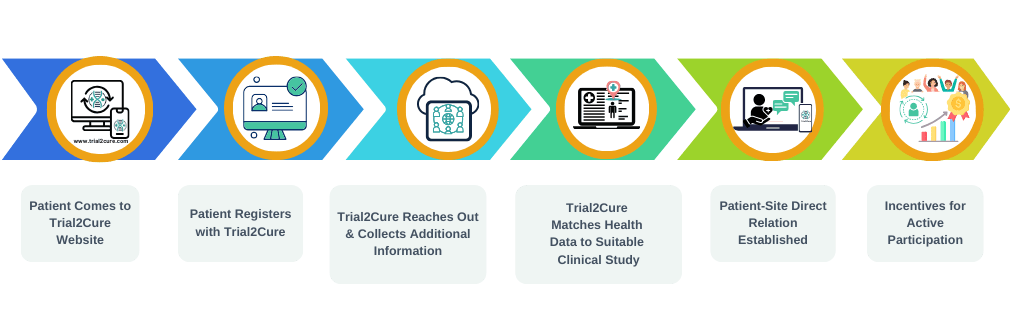 www.trial2cure.com
Patient Comes to
Trial2Cure
Website
Patient Registers
with Trial2Cure
Trial2Cure Reaches Out
& Collects Additional
Information
Trial2Cure
Matches Health
Data to Suitable
Clinical Study
Patient-Site Direct
Relation
Established
Incentives for
Active
Participation